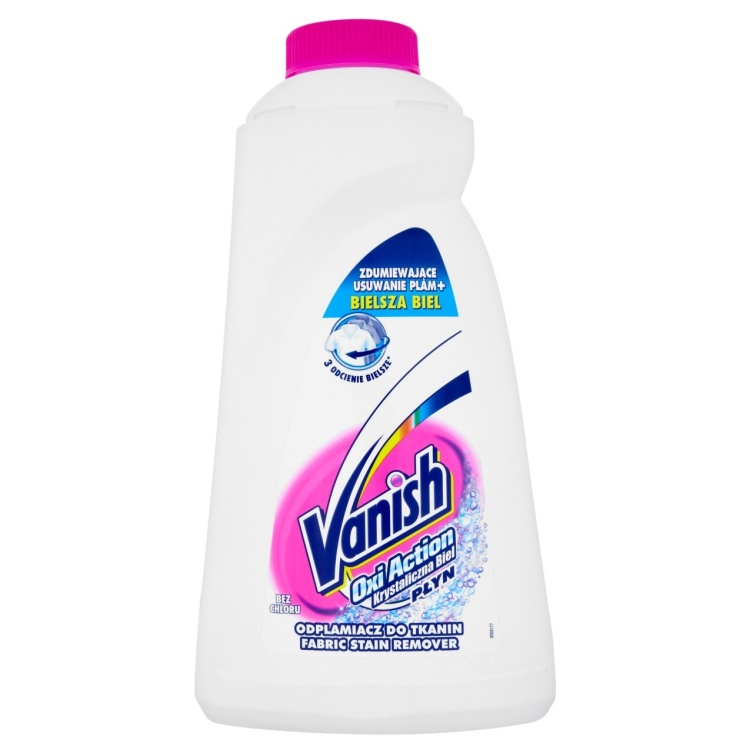 ZDUMIEWAJĄCE
USUWANIE PLAM+
BIELSZA BIEL
3 ODCIENIE BIELSZE*
Vanish
Oxi Action
Krystaliczna Biel
PŁYN
BEZ
CHLORU
ODPLAMIACZ DO TKANIN
FABRIC STAIN REMOVER